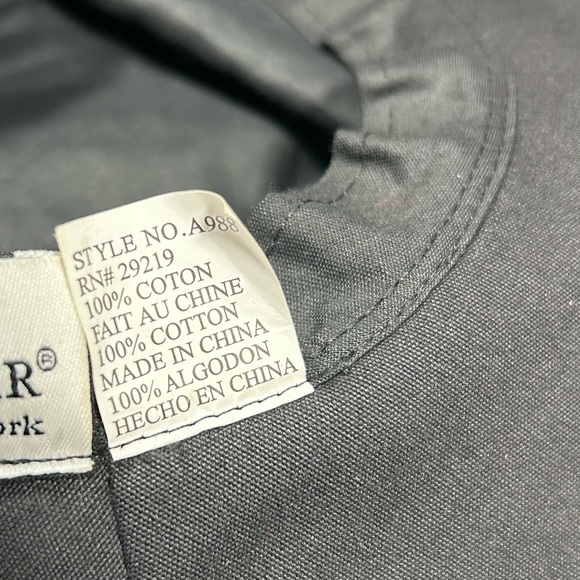 STYLE NO.A988
RN# 29219
100% COTON
FAIT AU CHINE
100% COTTON
MADE IN CHINA
100% ALGODON
HECHO EN CHINA
R®
ork